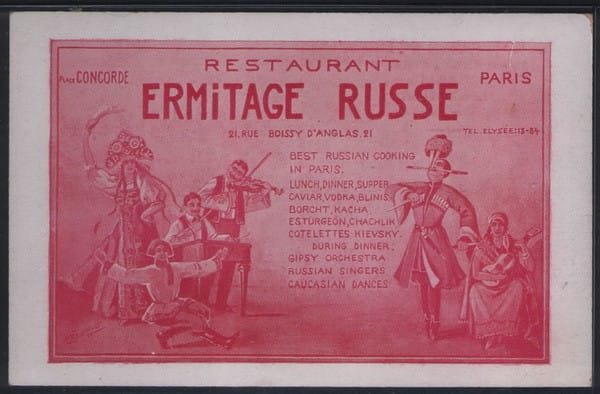 RESTAURANT
PLACE CONCORDE
PARIS
ERMiTAGE RUSSE
21, RUE BOISSY D'ANGLAS, 21
TEL. ELYSÉE: 13-84
BEST RUSSIAN COOKING
IN PARIS.
LUNCH, DINNER, SUPPER
CAVIAR, VODKA, BLINIS
BORCHT, KACHA,
ESTURGEON, CHACHLIK
COTELETTES KIEVSKY.
DURING DINNER:
GIPSY ORCHESTRA
RUSSIAN SINGERS
CAUCASIAN DANCES